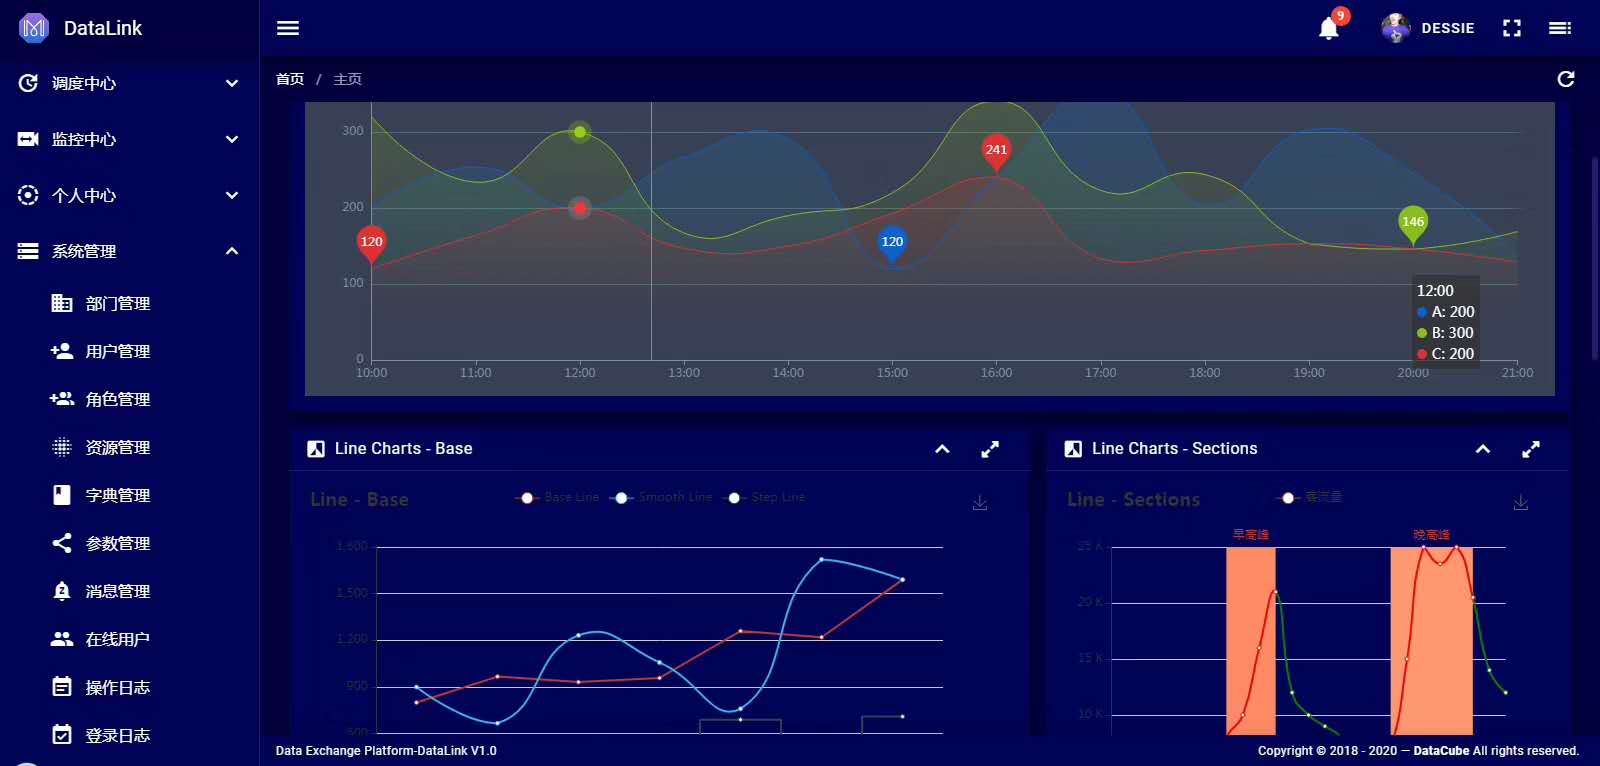 DataLink
9
DESSIE
首页 / 主页
调度中心
监控中心
个人中心
系统管理
部门管理
用户管理
角色管理
资源管理
字典管理
参数管理
消息管理
在线用户
操作日志
登录日志
300
200
100
0
10:00 11:00 12:00 13:00 14:00 15:00 16:00 17:00 18:00 19:00 20:00 21:00
120
120
241
146
12:00
A: 200
B: 300
C: 200
Line Charts - Base
Line - Base
Base Line Smooth Line Step Line
1,600
1,500
1,200
900
600
Line Charts - Sections
Line - Sections
客流量
早高峰 晚高峰
25 K
20 K
15 K
10 K
Data Exchange Platform-DataLink V1.0
Copyright © 2018 - 2020 — DataCube All rights reserved.